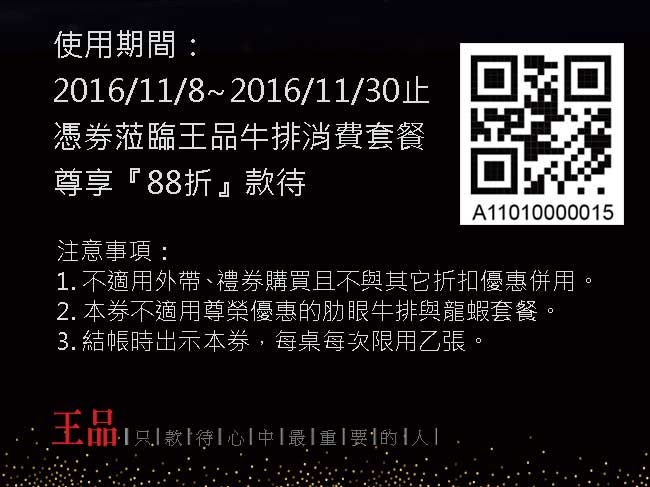 使用期間：
2016/11/8~2016/11/30止
憑券蒞臨王品牛排消費套餐
尊享『88折』款待
A11010000015
注意事項：
1. 不適用外帶、禮券購買且不與其它折扣優惠併用。
2. 本券不適用尊榮優惠的肋眼牛排與龍蝦套餐。
3. 結帳時出示本券，每桌每次限用乙張。
王品|只|款|待|心|中|最|重|要|的|人|